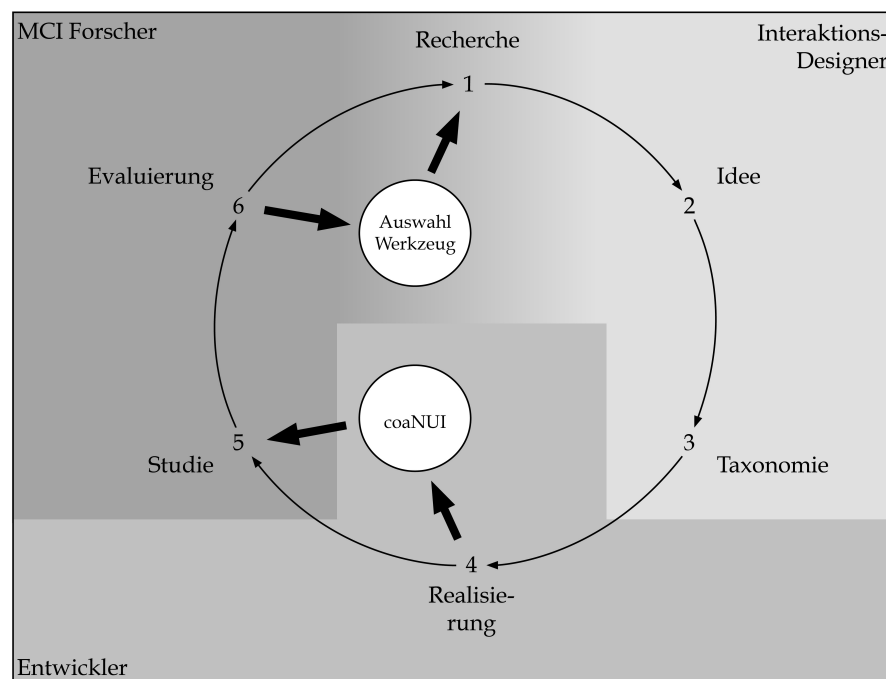 MCI Forscher
Recherche
Interaktions-
Designer
1
Evaluierung
Idee
6
2
Auswahl
Werkzeug
coaNUI
5
3
Studie
Taxonomie
4
Realisie-
rung
Entwickler